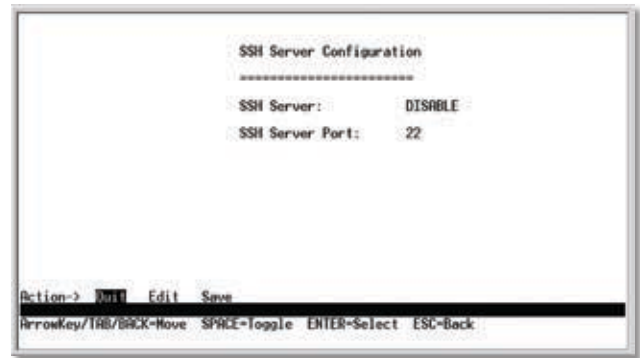 SSH Server Configuration
========================
SSH Server: DISABLE
SSH Server Port: 22
Action-> Quit Edit Save
ArrowKey/TAB/BACK=Move SPACE=Toggle ENTER=Select ESC=Back